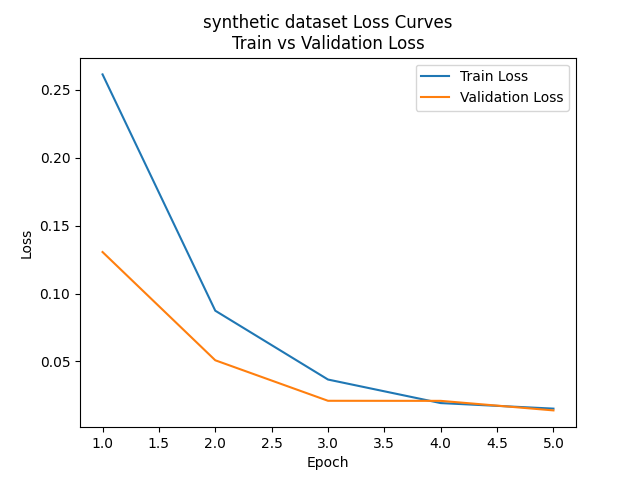 synthetic dataset Loss Curves
Train vs Validation Loss
Train Loss
Validation Loss
Loss
0.25
0.20
0.15
0.10
0.05
1.0 1.5 2.0 2.5 3.0 3.5 4.0 4.5 5.0
Epoch